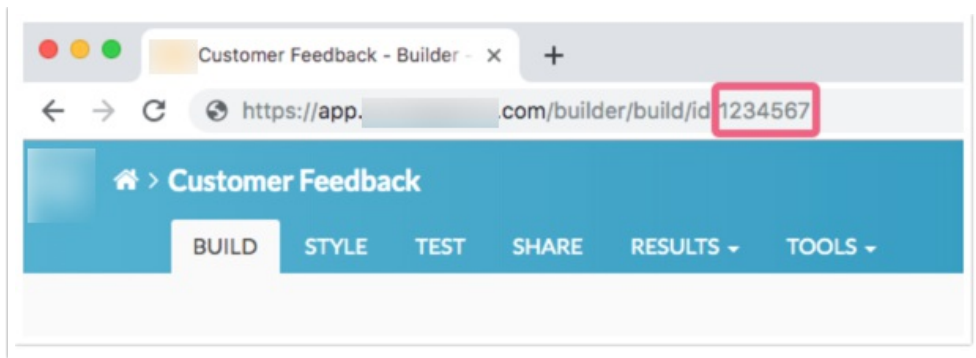 Customer Feedback - Builder -
https://app. .com/builder/build/id/1234567
> Customer Feedback
BUILD STYLE TEST SHARE RESULTS TOOLS